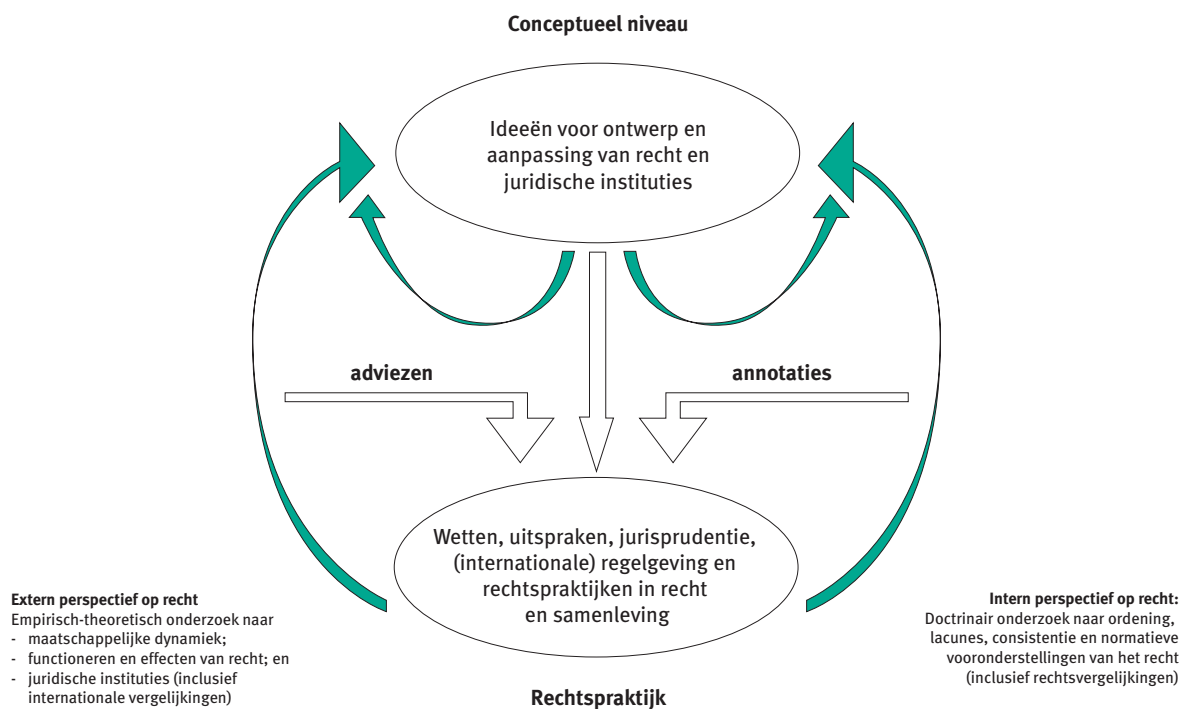 Conceptueel niveau
Ideeën voor ontwerp en
aanpassing van recht en
juridische instituties
adviezen
annotaties
Wetten, uitspraken, jurisprudentie,
(internationale) regelgeving en
rechtspraktijken in recht
en samenleving
Extern perspectief op recht
Empirisch-theoretisch onderzoek naar
- maatschappelijke dynamiek;
- functioneren en effecten van recht; en
- juridische instituties (inclusief
internationale vergelijkingen)
Intern perspectief op recht:
Doctrinair onderzoek naar ordening,
lacunes, consistentie en normatieve
vooronderstellingen van het recht
(inclusief rechtsvergelijkingen)
Rechtspraktijk